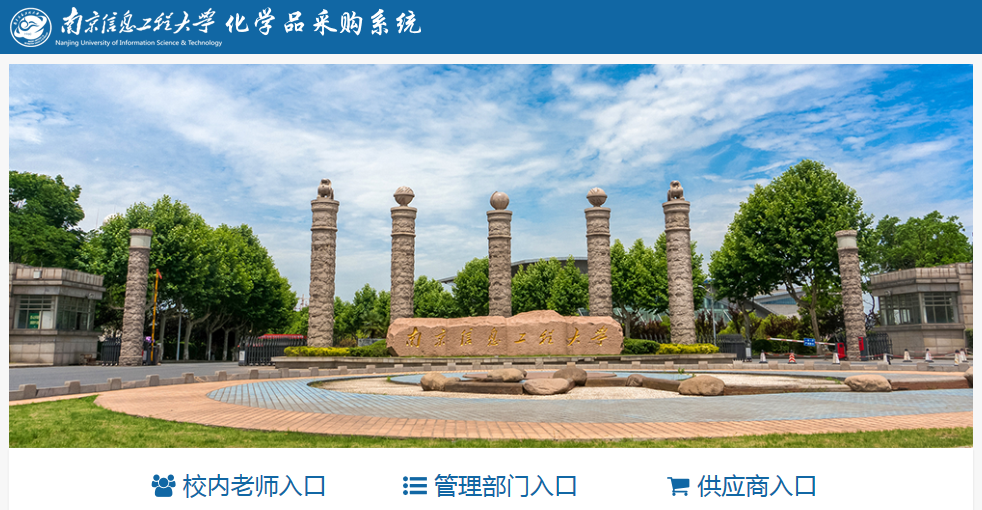 南京信息工程大学 化学品采购系统
Nanjing University of Information Science & Technology
南京信息工程大学
校内老师入口 管理部门入口 供应商入口